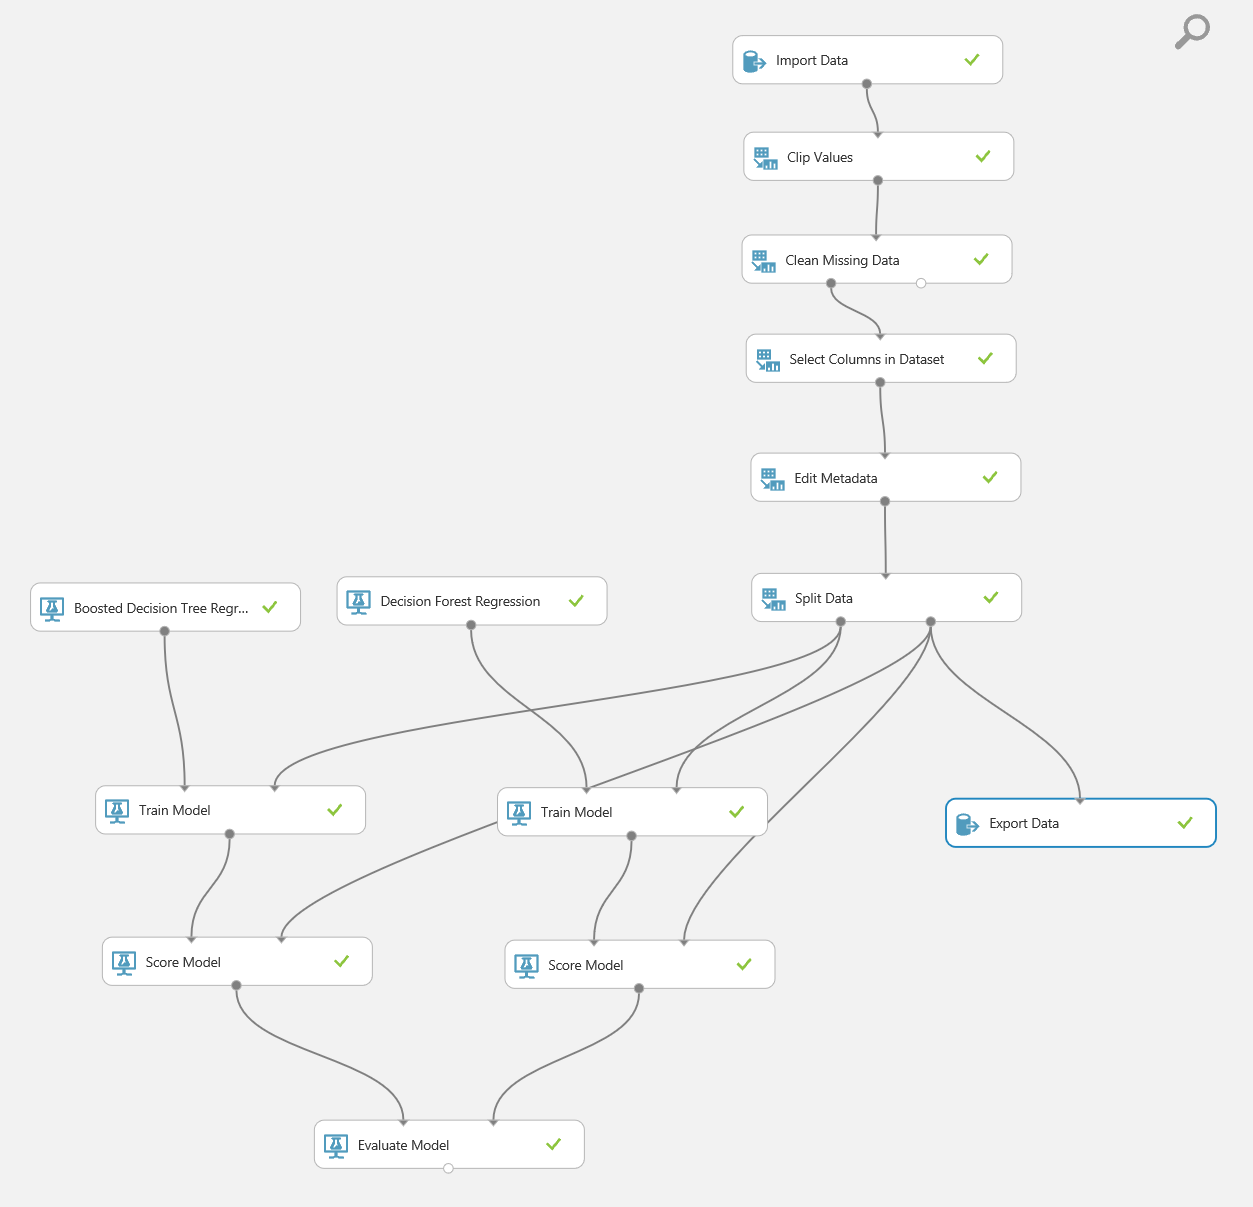 Import Data
Clip Values
Clean Missing Data
Select Columns in Dataset
Edit Metadata
Boosted Decision Tree Regr...
Decision Forest Regression
Split Data
Train Model
Train Model
Export Data
Score Model
Score Model
Evaluate Model